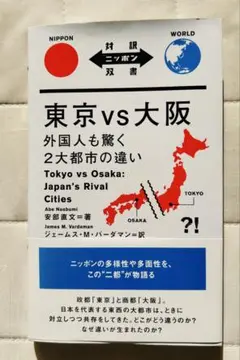 NIPPON
対訳
ニッポン
双書
WORLD
東京 vs 大阪
外国人も驚く
2大都市の違い
Tokyo vs Osaka:
Japan's Rival
Cities
Abe Naobumi
安部直文=著
James M. Vardaman
ジェームス・M・バーダマン=訳
TOKYO
OSAKA
?!
ニッポンの多様性や多面性を、
この“二都”が物語る
政都「東京」と商都「大阪」。
日本を代表する東西の大都市は、ときに
対立しつつ共存をしてきた。どこがどう違うのか?
なぜ違いが生まれたのか?